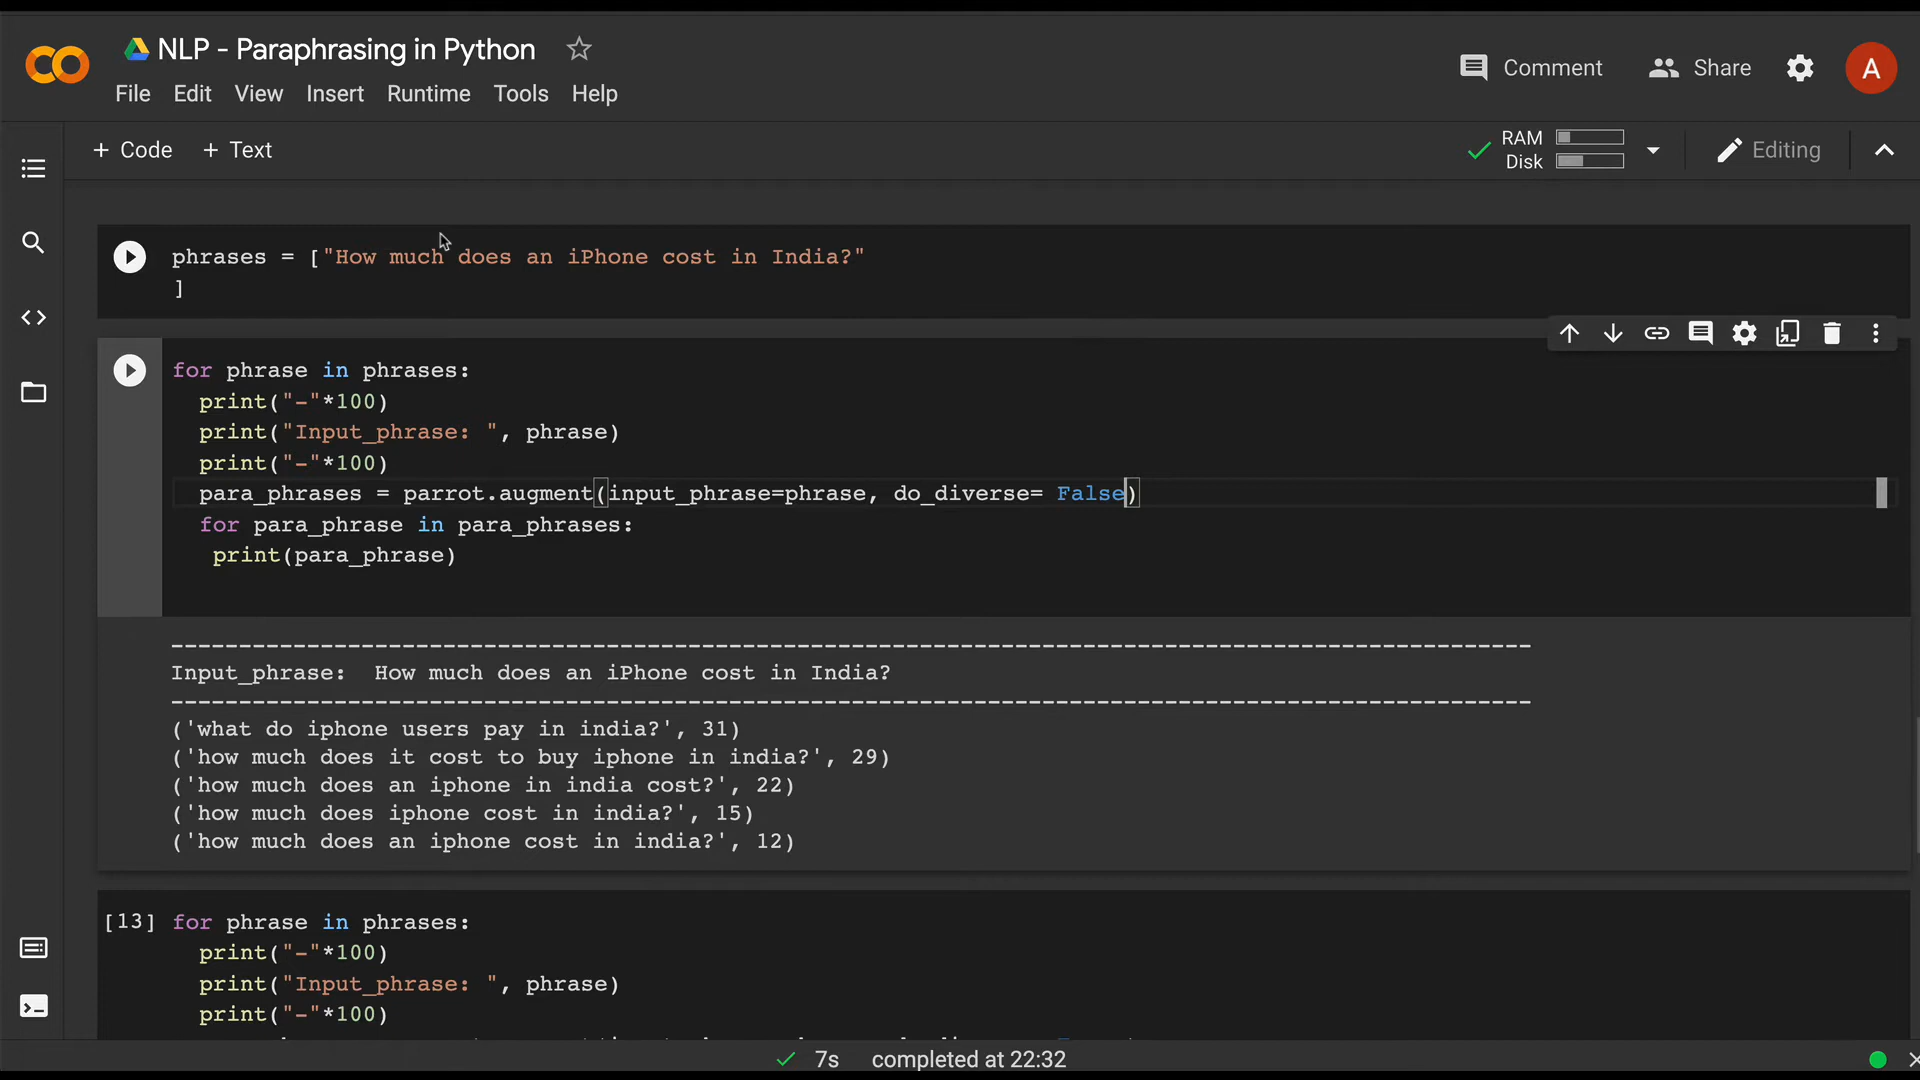 NLP - Paraphrasing in Python
Comment
Share
A
File Edit View Insert Runtime Tools Help
+ Code + Text
RAM
Disk
Editing
phrases = ["How much does an iPhone cost in India?"
]
for phrase in phrases:
print("-"*100)
print("Input_phrase: ", phrase)
print("-"*100)
para_phrases = parrot.augment(input_phrase=phrase, do_diverse= False)
for para_phrase in para_phrases:
print(para_phrase)
----------------------------------------------------------------------------------------------------
Input_phrase:  How much does an iPhone cost in India?
----------------------------------------------------------------------------------------------------
('what do iphone users pay in india?', 31)
('how much does it cost to buy iphone in india?', 29)
('how much does an iphone in india cost?', 22)
('how much does iphone cost in india?', 15)
('how much does an iphone cost in india?', 12)
[13] for phrase in phrases:
print("-"*100)
print("Input_phrase: ", phrase)
print("-"*100)
7s completed at 22:32